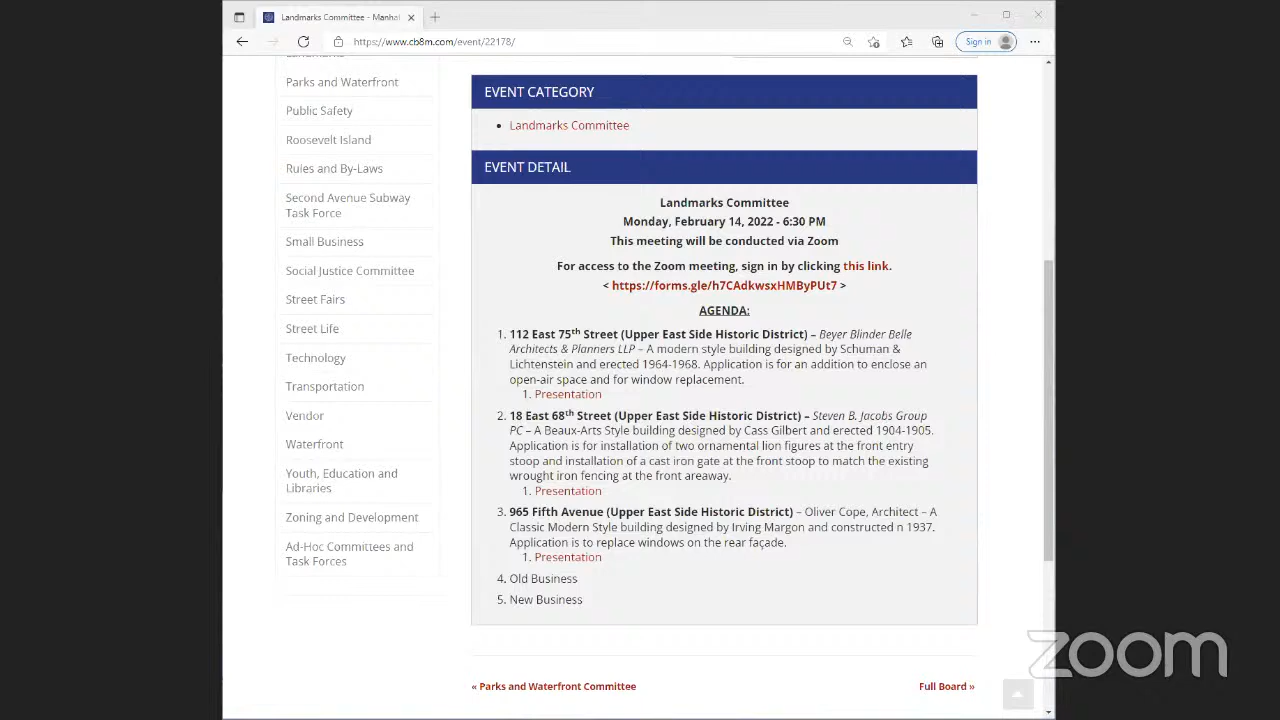 Landmarks Committee - Manhat
https://www.cb8m.com/event/22178/
Sign in
Landmarks
Parks and Waterfront
Public Safety
Roosevelt Island
Rules and By-Laws
Second Avenue Subway
Task Force
Small Business
Social Justice Committee
Street Fairs
Street Life
Technology
Transportation
Vendor
Waterfront
Youth, Education and
Libraries
Zoning and Development
Ad-Hoc Committees and
Task Forces
EVENT CATEGORY
• Landmarks Committee
EVENT DETAIL
Landmarks Committee
Monday, February 14, 2022 - 6:30 PM
This meeting will be conducted via Zoom
For access to the Zoom meeting, sign in by clicking this link.
< https://forms.gle/h7CAdkwsxHMByPUt7 >
AGENDA:
1. 112 East 75th Street (Upper East Side Historic District) – Beyer Blinder Belle
Architects & Planners LLP – A modern style building designed by Schuman &
Lichtenstein and erected 1964-1968. Application is for an addition to enclose an
open-air space and for window replacement.
1. Presentation
2. 18 East 68th Street (Upper East Side Historic District) – Steven B. Jacobs Group
PC – A Beaux-Arts Style building designed by Cass Gilbert and erected 1904-1905.
Application is for installation of two ornamental lion figures at the front entry
stoop and installation of a cast iron gate at the front stoop to match the existing
wrought iron fencing at the front areaway.
1. Presentation
3. 965 Fifth Avenue (Upper East Side Historic District) – Oliver Cope, Architect – A
Classic Modern Style building designed by Irving Margon and constructed n 1937.
Application is to replace windows on the rear façade.
1. Presentation
4. Old Business
5. New Business
« Parks and Waterfront Committee
Full Board »
zoom